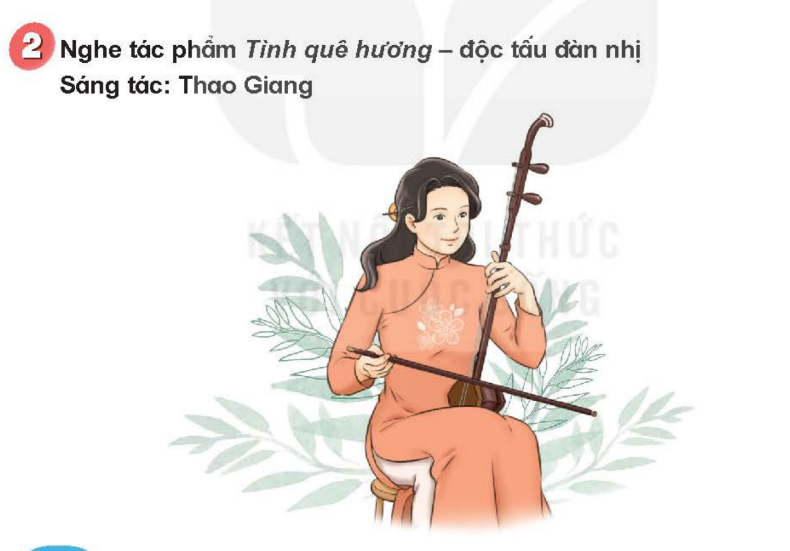 2 Nghe tác phẩm Tình quê hương – độc tấu đàn nhị
Sáng tác: Thao Giang